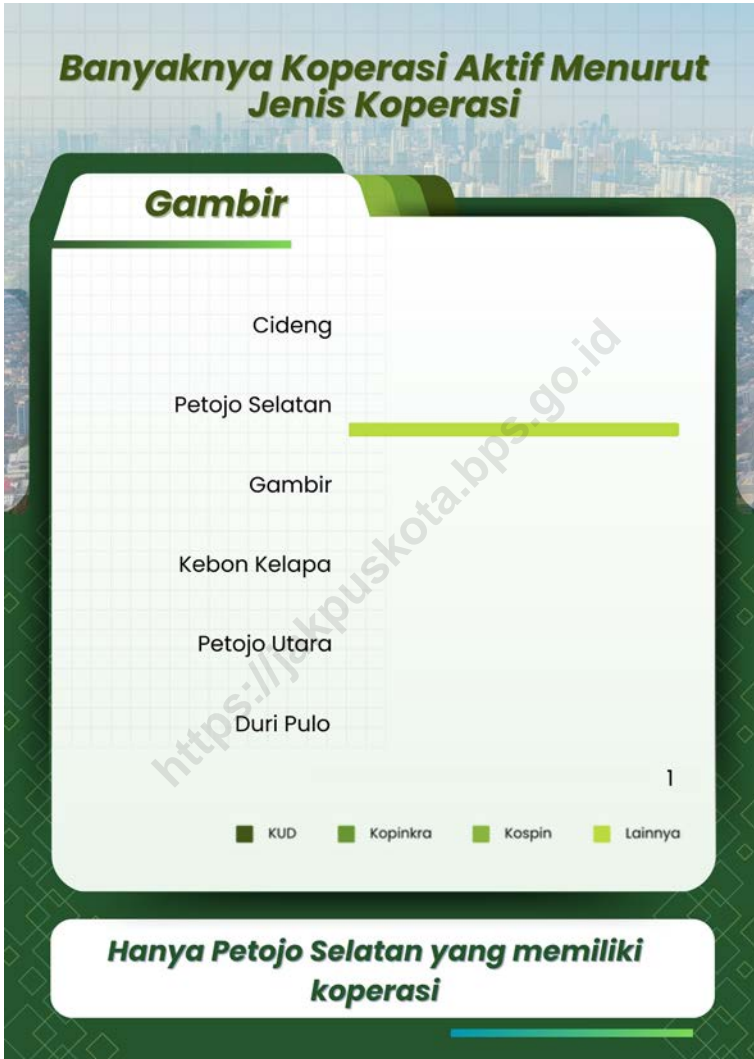 Banyaknya Koperasi Aktif Menurut
Jenis Koperasi
Gambir
Cideng
Petojo Selatan
Gambir
Kebon Kelapa
Petojo Utara
Duri Pulo
1
KUD Kopinkra Kospin Lainnya
https://jakpuskota.bps.go.id
Hanya Petojo Selatan yang memiliki
koperasi